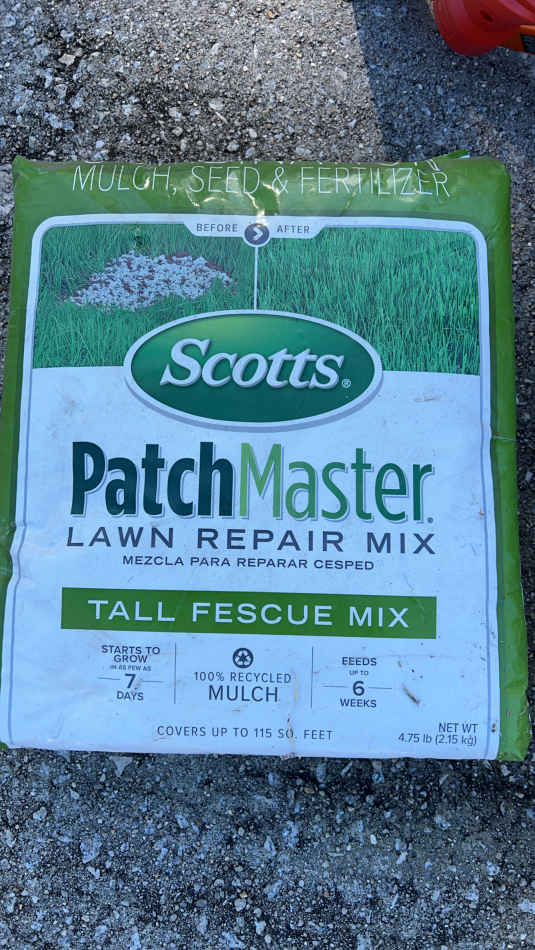 MULCH, SEED & FERTILIZER
BEFORE > AFTER
Scotts®
PatchMaster®
LAWN REPAIR MIX
MEZCLA PARA REPARAR CESPED
TALL FESCUE MIX
STARTS TO
GROW
IN AS FEW AS
7
DAYS
100% RECYCLED
MULCH
FEEDS
UP TO
6
WEEKS
COVERS UP TO 115 SQ. FEET
NET WT
4.75 lb (2.15 kg)